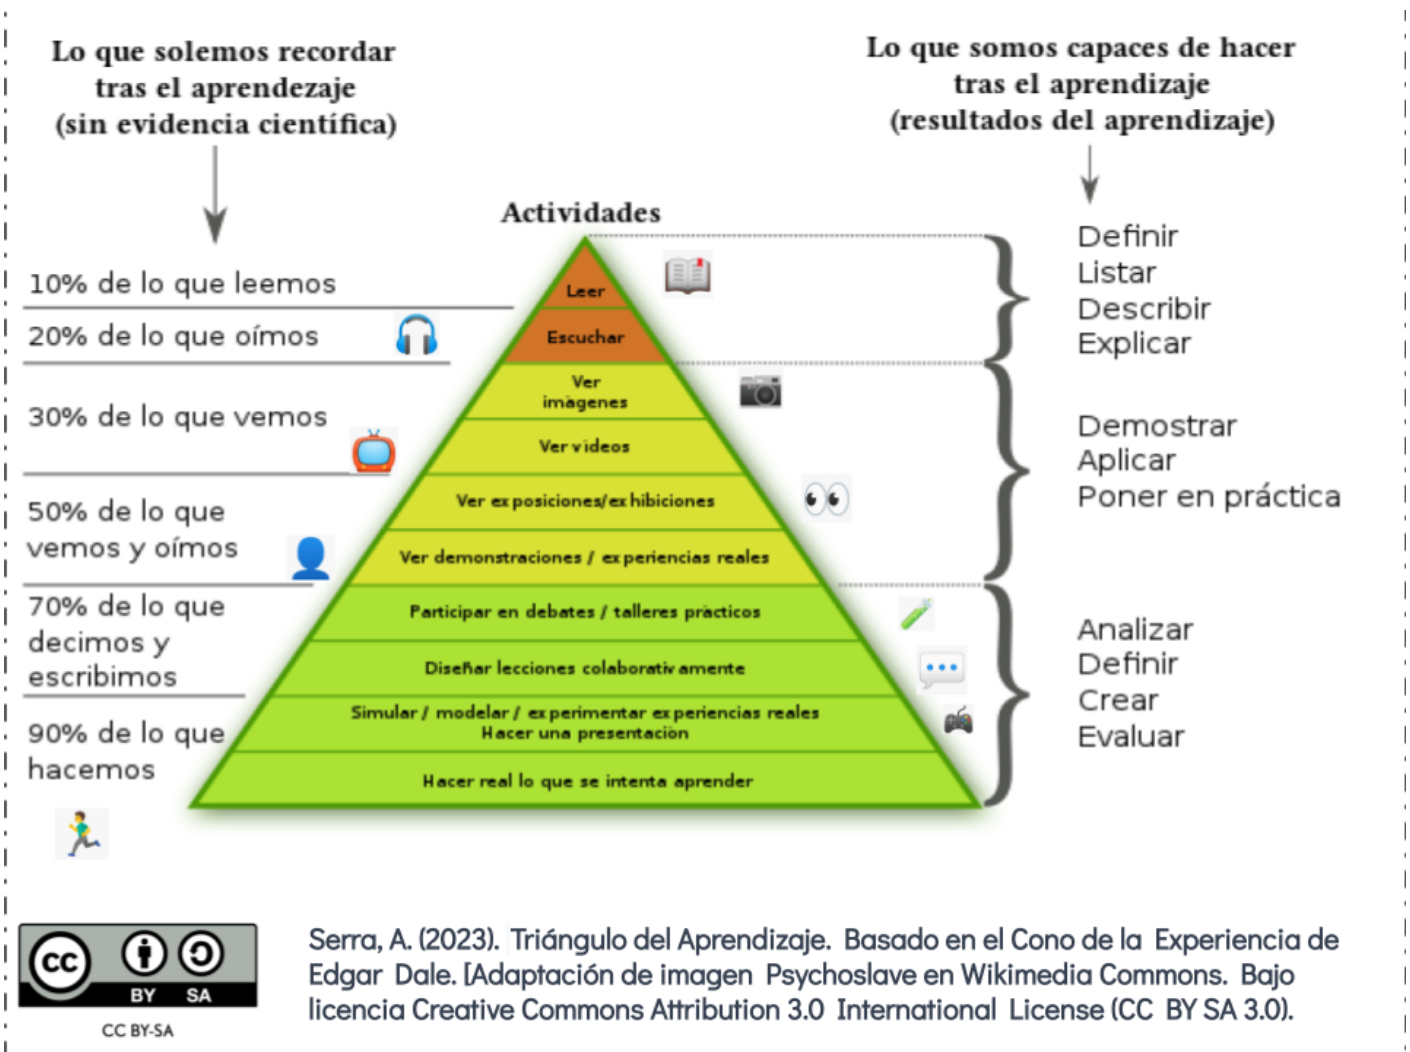 Lo que solemos recordar
tras el aprendezaje
(sin evidencia científica)
Lo que somos capaces de hacer
tras el aprendizaje
(resultados del aprendizaje)
Actividades
10% de lo que leemos
20% de lo que oímos
30% de lo que vemos
50% de lo que
vemos y oímos
70% de lo que
decimos y
escribimos
90% de lo que
hacemos
Leer
Escuchar
Ver
imàgenes
Ver videos
Ver exposiciones/exhibiciones
Ver demonstraciones / experiencias reales
Participar en debates / talleres pràcticos
Diseñar lecciones colaborativamente
Simular / modelar / experimentar experiencias reales
Hacer una presentaciòn
Hacer real lo que se intenta aprender
Definir
Listar
Describir
Explicar
Demostrar
Aplicar
Poner en práctica
Analizar
Definir
Crear
Evaluar
cc
BY SA
CC BY-SA
Serra, A. (2023). Triángulo del Aprendizaje. Basado en el Cono de la Experiencia de
Edgar Dale. [Adaptación de imagen Psychoslave en Wikimedia Commons. Bajo
licencia Creative Commons Attribution 3.0 International License (CC BY SA 3.0).